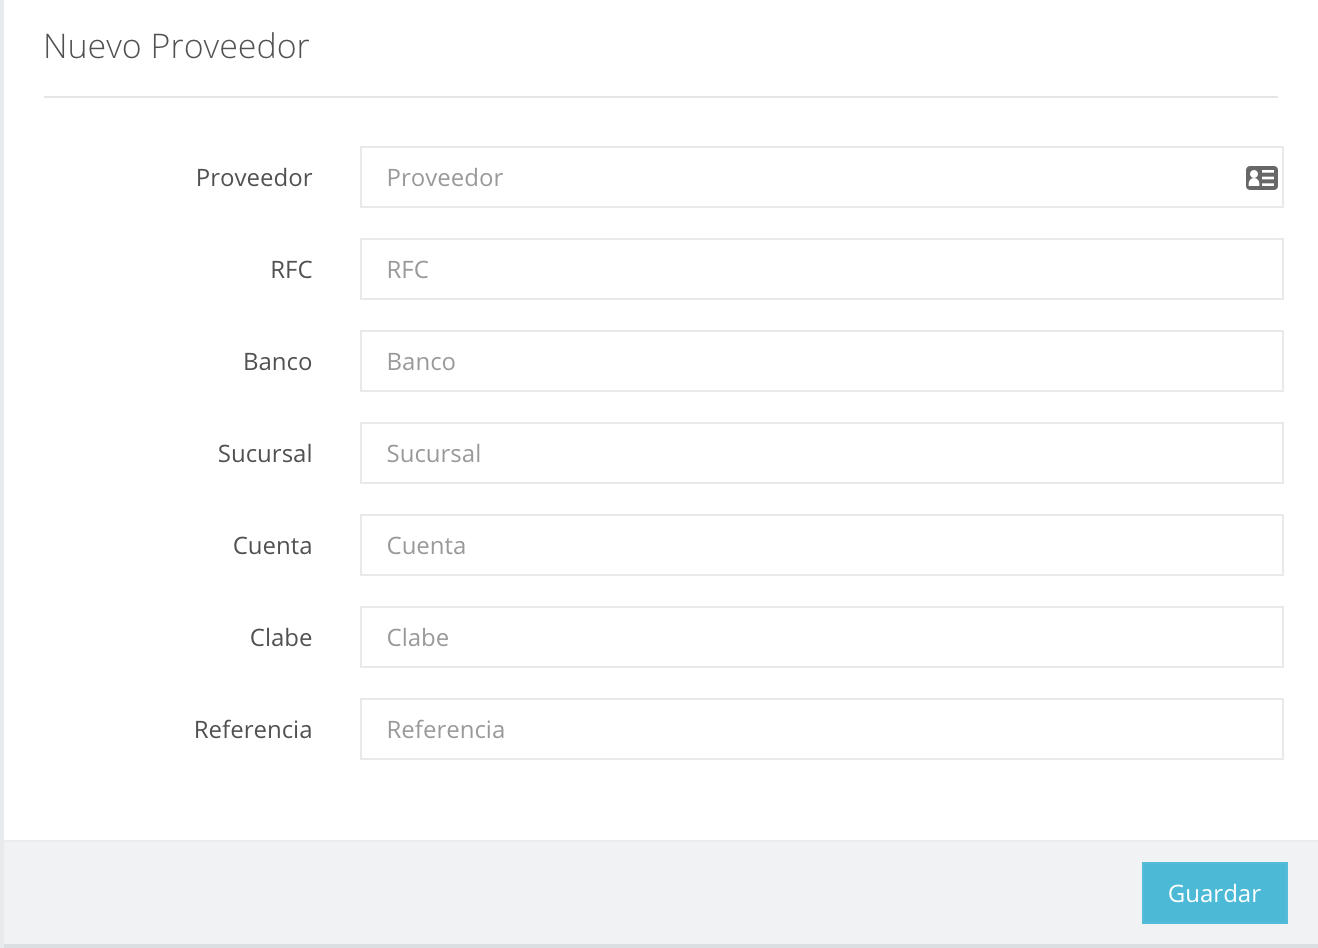 Nuevo Proveedor
Proveedor Proveedor
RFC RFC
Banco Banco
Sucursal Sucursal
Cuenta Cuenta
Clabe Clabe
Referencia Referencia
Guardar